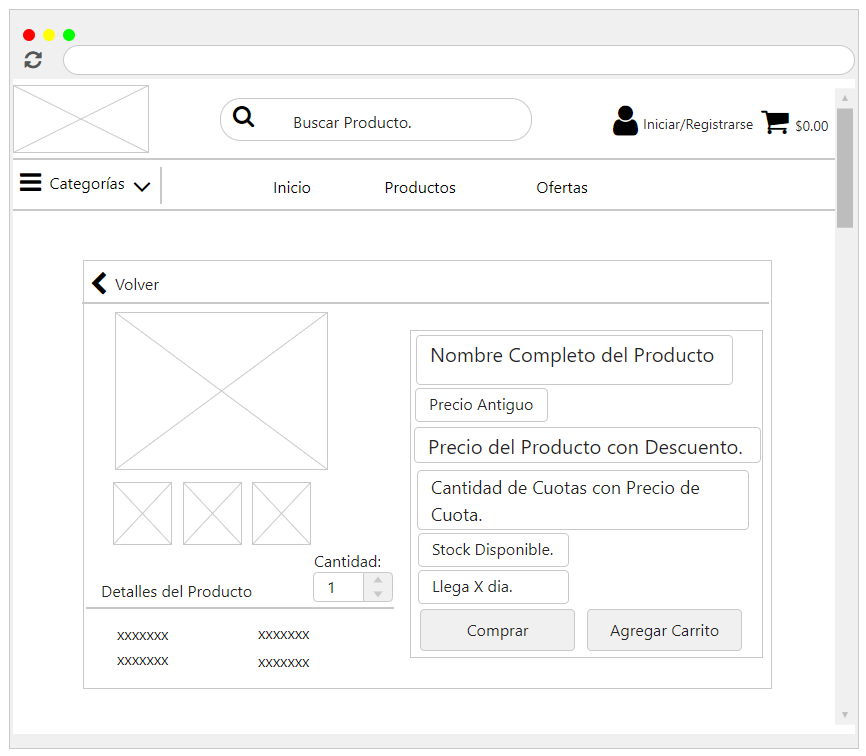 Buscar Producto.
Iniciar/Registrarse
$0.00
Categorías
Inicio
Productos
Ofertas
Volver
Nombre Completo del Producto
Precio Antiguo
Precio del Producto con Descuento.
Cantidad de Cuotas con Precio de
Cuota.
Stock Disponible.
Llega X dia.
Comprar
Agregar Carrito
Cantidad:
1
Detalles del Producto
xxxxxxx
xxxxxxx
xxxxxxx
xxxxxxx